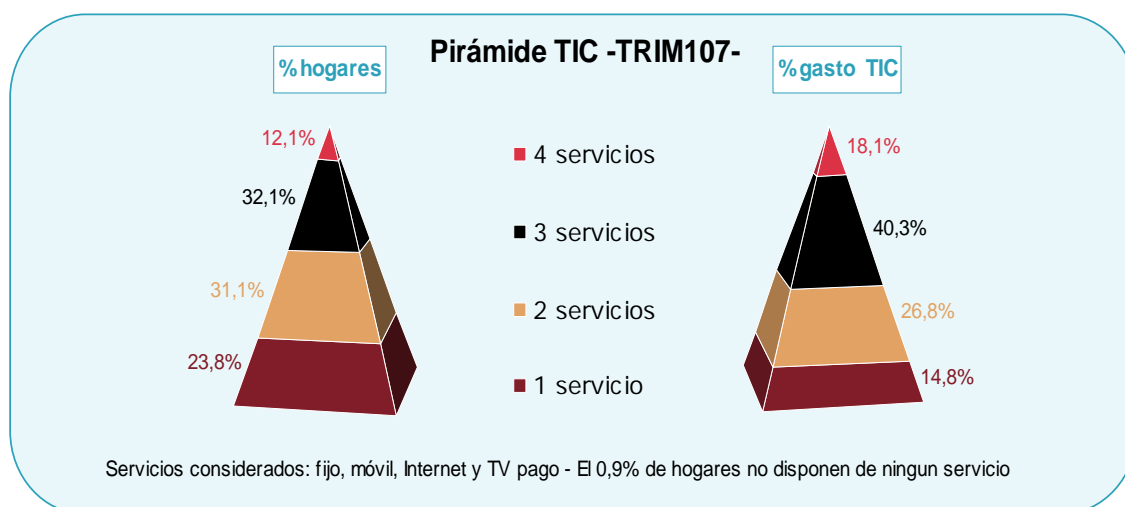 Pirámide TIC -TRIM107-
%hogares
%gasto TIC
12,1%
32,1%
31,1%
23,8%
4 servicios
3 servicios
2 servicios
1 servicio
18,1%
40,3%
26,8%
14,8%
Servicios considerados: fijo, móvil, Internet y TV pago - El 0,9% de hogares no disponen de ningun servicio